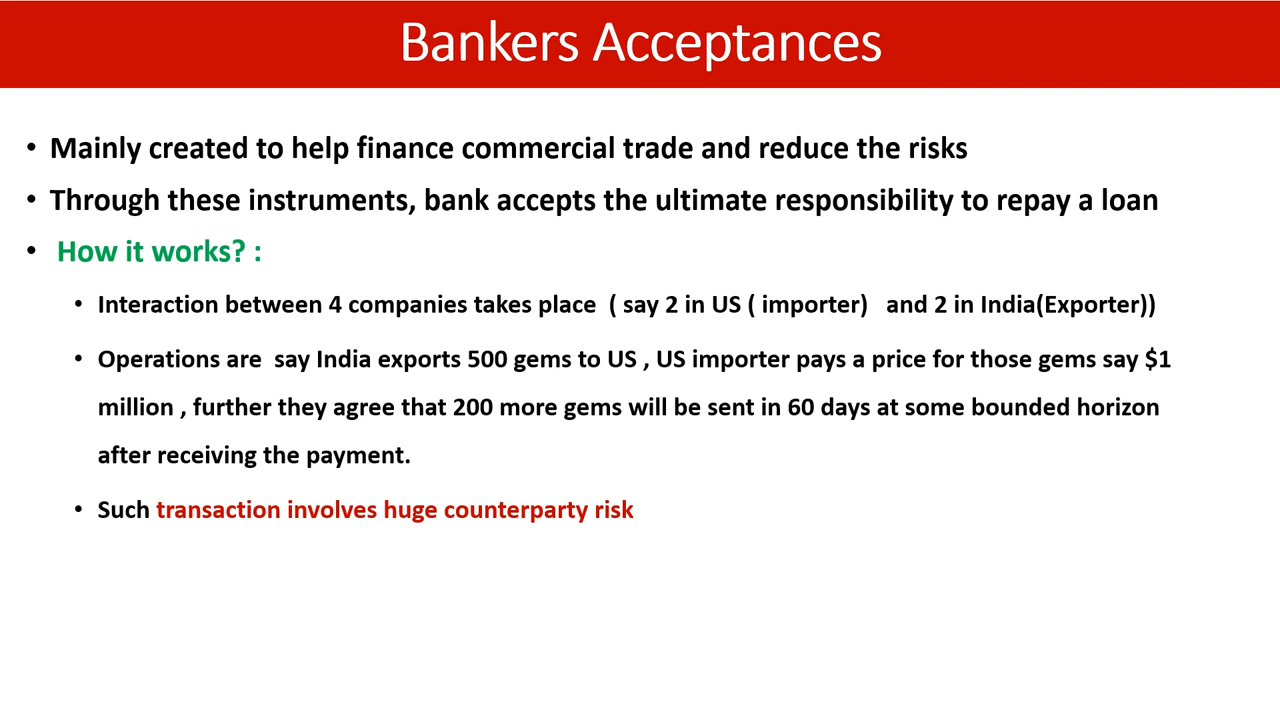 Bankers Acceptances
• Mainly created to help finance commercial trade and reduce the risks
• Through these instruments, bank accepts the ultimate responsibility to repay a loan
• How it works? :
• Interaction between 4 companies takes place ( say 2 in US ( importer) and 2 in India(Exporter))
• Operations are say India exports 500 gems to US , US importer pays a price for those gems say $1
million , further they agree that 200 more gems will be sent in 60 days at some bounded horizon
after receiving the payment.
• Such transaction involves huge counterparty risk